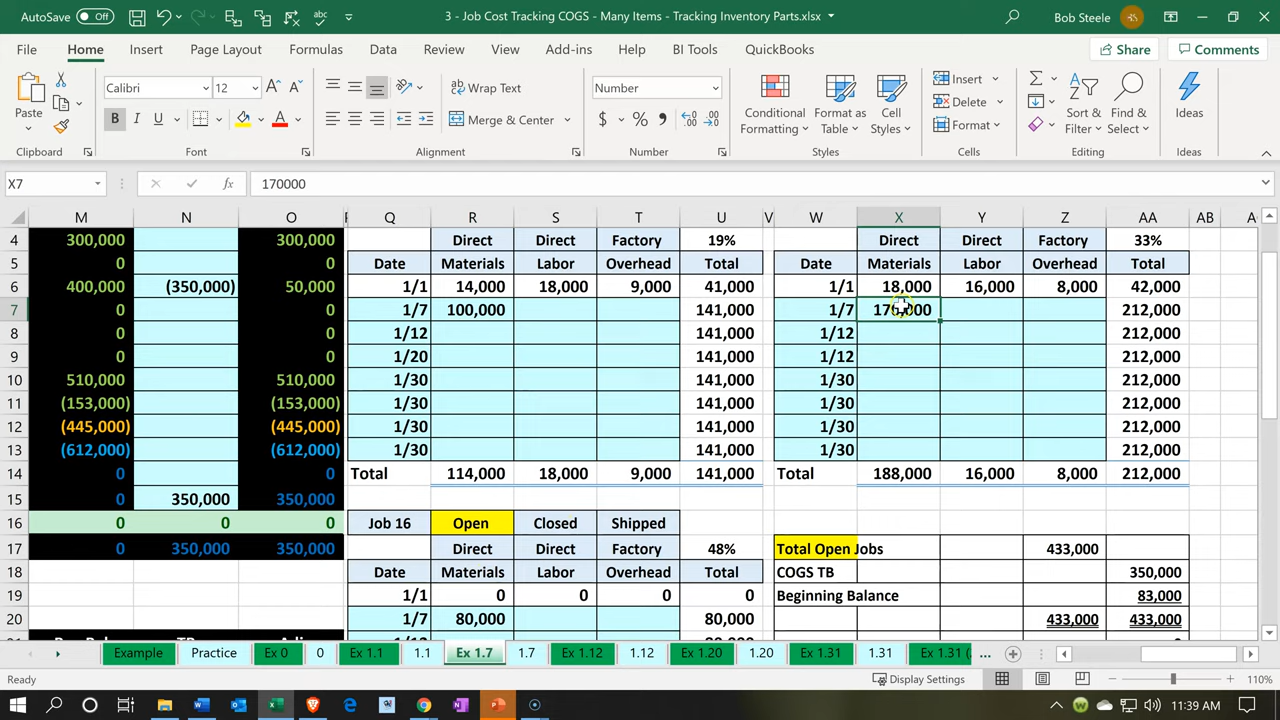 AutoSave Off 3 - Job Cost Tracking COGS - Many Items - Tracking Inventory Parts.xlsx Bob Steele
File Home Insert Page Layout Formulas Data Review View Add-ins Help BI Tools QuickBooks Share Comments
Calibri 12 Wrap Text Number Insert
Paste B I U Merge & Center $ % Conditional Formatting Format as Table Cell Styles Delete Format Sort & Filter Find & Select Ideas
Clipboard Font Alignment Number Styles Cells Editing Ideas
X7 fx 170000
M N O Q R S T U V W X Y Z AA AB
4 300,000 300,000 Direct Direct Factory 19% Direct Direct Factory 33%
5 0 0 Date Materials Labor Overhead Total Date Materials Labor Overhead Total
6 400,000 (350,000) 50,000 1/1 14,000 18,000 9,000 41,000 1/1 18,000 16,000 8,000 42,000
7 0 0 1/7 100,000 141,000 1/7 170,000 212,000
8 0 0 1/12 141,000 1/12 212,000
9 0 0 1/20 141,000 1/12 212,000
10 510,000 510,000 1/30 141,000 1/30 212,000
11 (153,000) (153,000) 1/30 141,000 1/30 212,000
12 (445,000) (445,000) 1/30 141,000 1/30 212,000
13 (612,000) (612,000) 1/30 141,000 1/30 212,000
14 0 0 Total 114,000 18,000 9,000 141,000 Total 188,000 16,000 8,000 212,000
15 0 350,000 350,000
16 0 0 0 Job 16 Open Closed Shipped
17 0 350,000 350,000 Direct Direct Factory 48% Total Open Jobs 433,000
18 Date Materials Labor Overhead Total COGS TB 350,000
19 1/1 0 0 0 0 Beginning Balance 83,000
20 1/7 80,000 80,000 433,000 433,000
Example Practice Ex 0 0 Ex 1.1 1.1 Ex 1.7 1.7 Ex 1.12 1.12 Ex 1.20 1.20 Ex 1.31 1.31 Ex 1.31 ( ...
Ready Display Settings 110%
11:39 AM